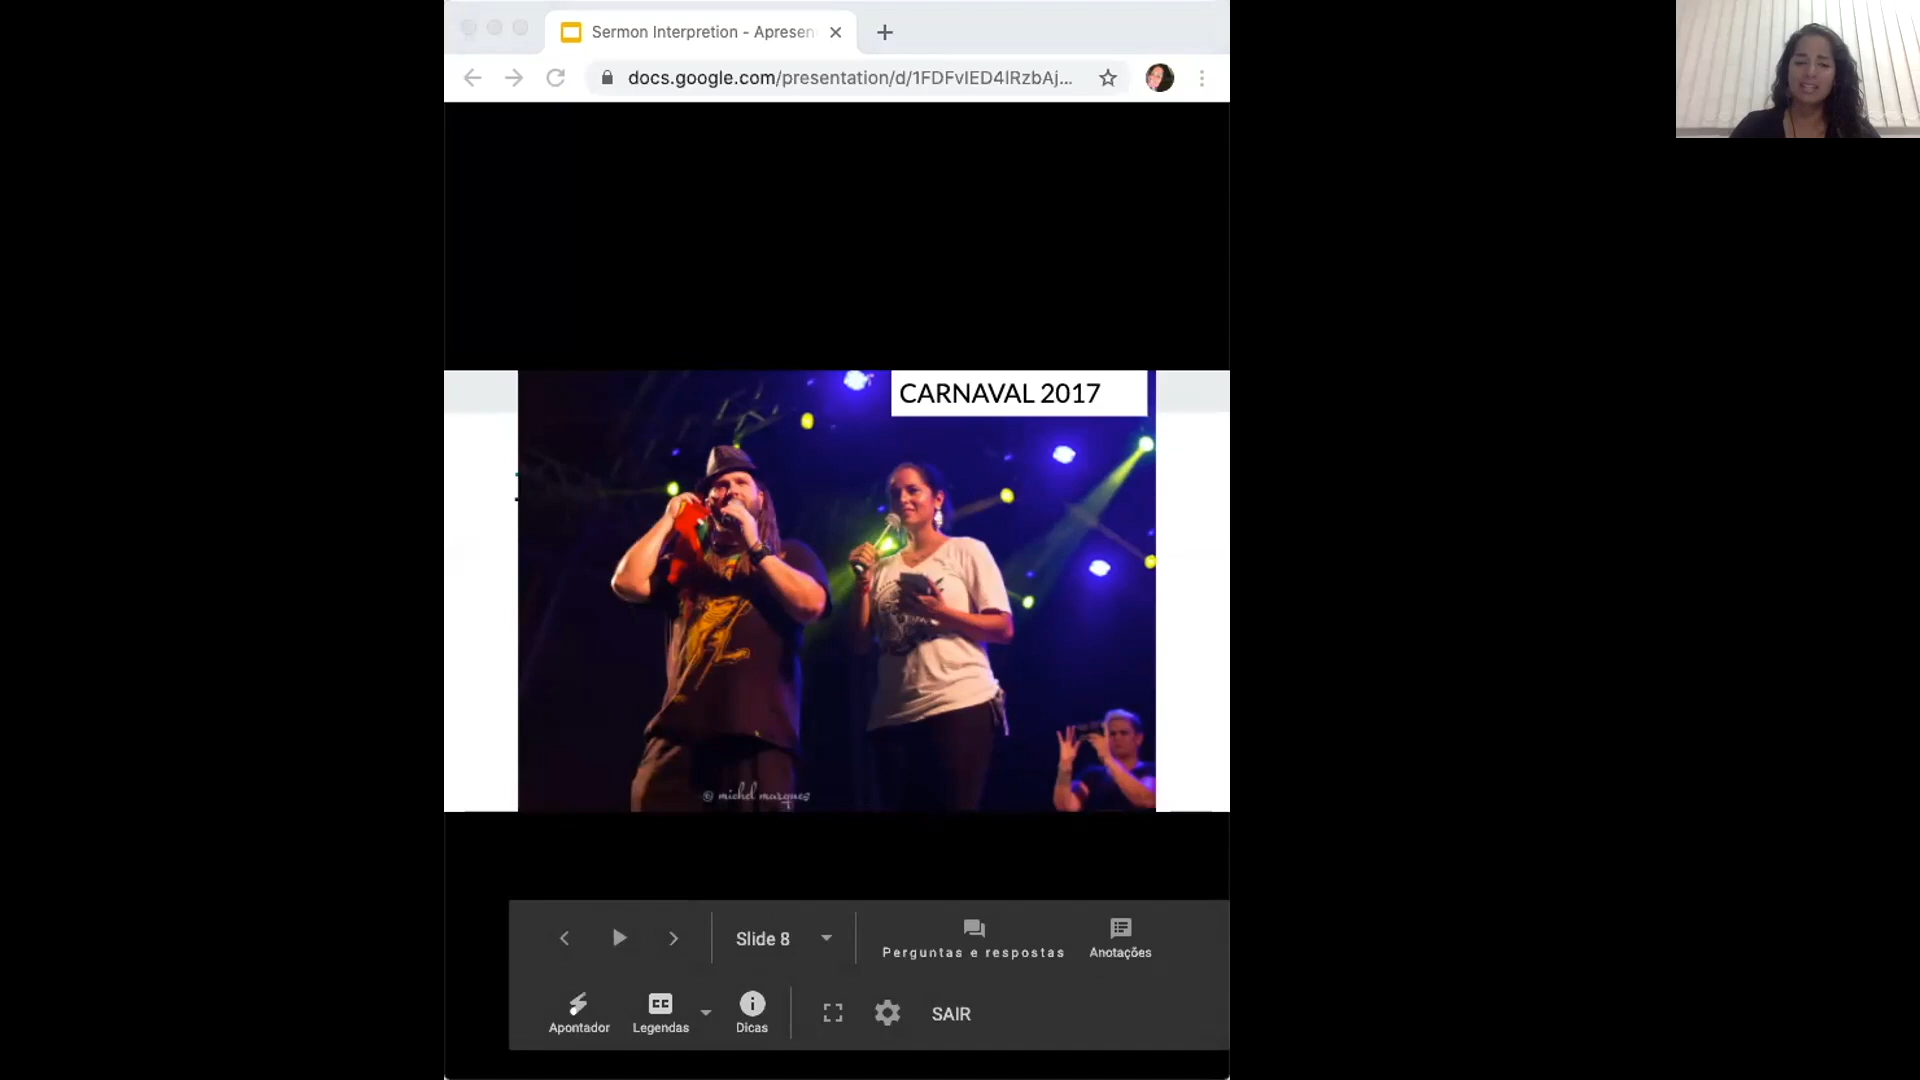 Sermon Interpretion - Apresen
docs.google.com/presentation/d/1FDFvIED4lRzbAj...
CARNAVAL 2017
© michel marques
Slide 8
Perguntas e respostas
Anotações
Apontador
Legendas
Dicas
SAIR